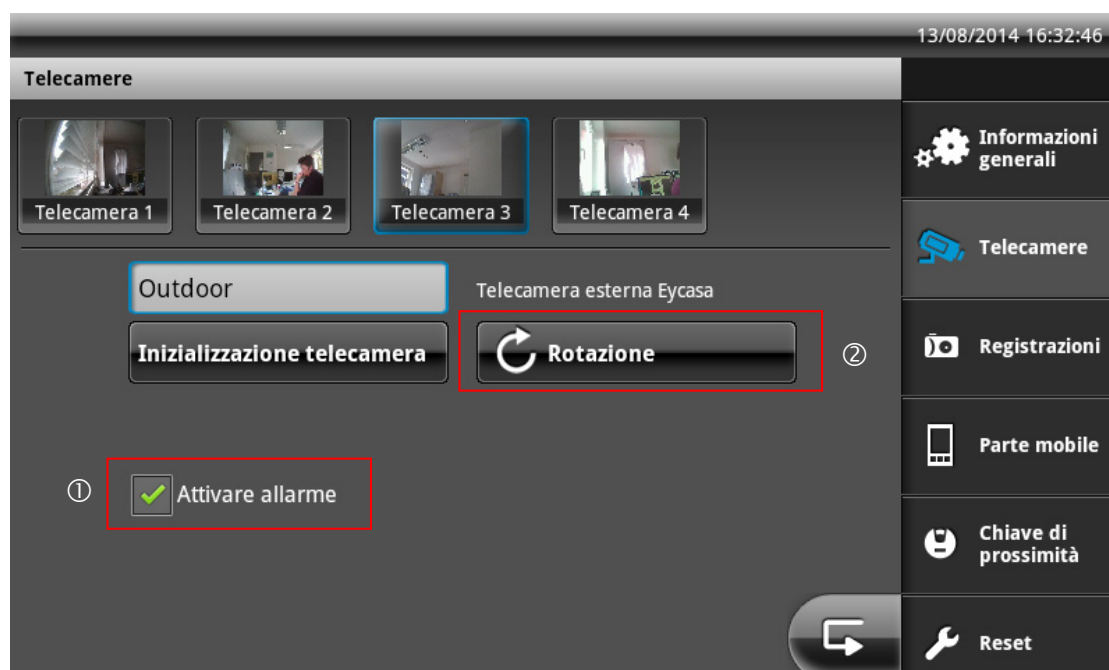 13/08/2014 16:32:46
Telecamere
Telecamera 1
Telecamera 2
Telecamera 3
Telecamera 4
Outdoor
Telecamera esterna Eycasa
Inizializzazione telecamera
Rotazione
②
①
Attivare allarme
Informazioni
generali
Telecamere
Registrazioni
Parte mobile
Chiave di
prossimità
Reset